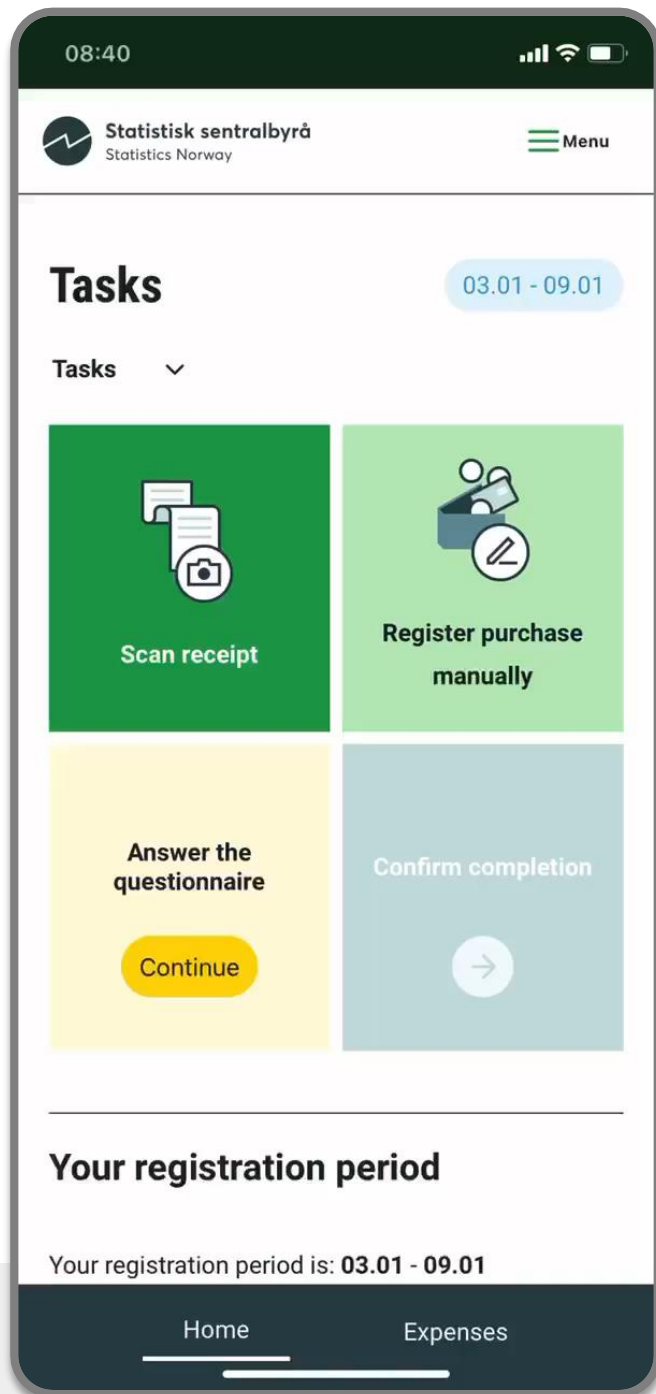 08:40
Statistisk sentralbyrå
Statistics Norway
Menu
Tasks
03.01 - 09.01
Tasks
Scan receipt
Register purchase
manually
Answer the
questionnaire
Continue
Confirm completion
Your registration period
Your registration period is: 03.01 - 09.01
Home
Expenses